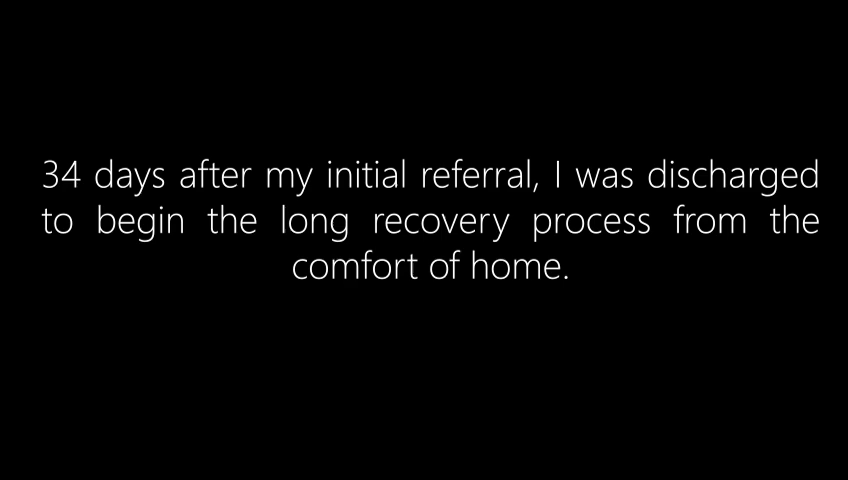 34 days after my initial referral, I was discharged
to begin the long recovery process from the
comfort of home.